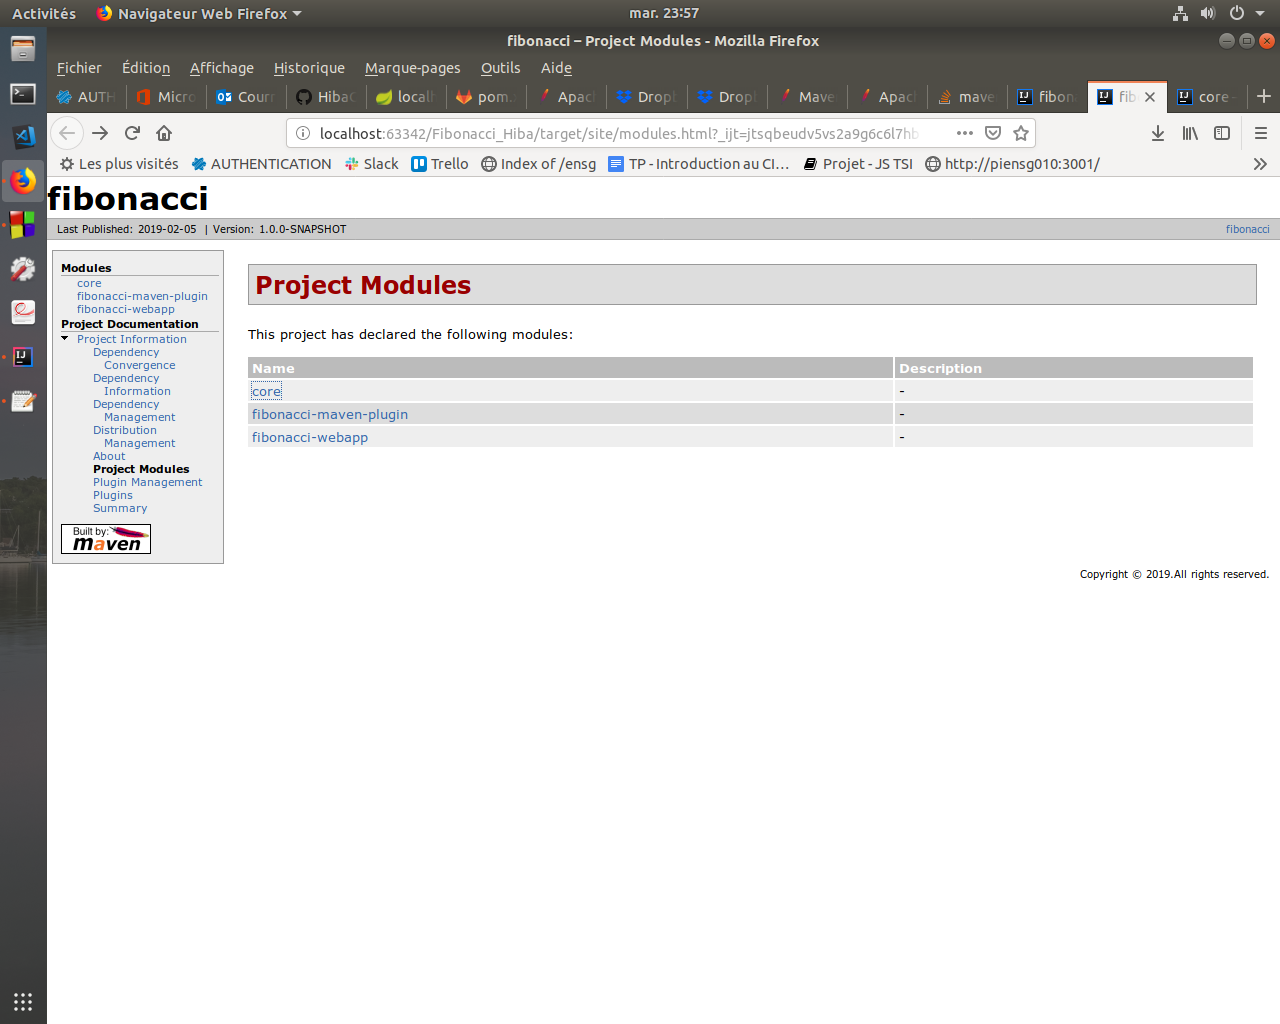 Activités Navigateur Web Firefox mar. 23:57
fibonacci – Project Modules - Mozilla Firefox
Fichier Édition Affichage Historique Marque-pages Outils Aide
AUTH Micro Cour Hiba local pom. Apac Drop Drop Mave Apac mave fibon fib core -
localhost:63342/Fibonacci_Hiba/target/site/modules.html?_ijt=jtsqbeudv5vs2a9g6c6l7hb
Les plus visités AUTHENTICATION Slack Trello Index of /ensg TP - Introduction au CI… Projet - JS TSI http://piensg010:3001/
fibonacci
Last Published: 2019-02-05 | Version: 1.0.0-SNAPSHOT fibonacci
Modules
core
fibonacci-maven-plugin
fibonacci-webapp
Project Documentation
Project Information
Dependency
Convergence
Dependency
Information
Dependency
Management
Distribution
Management
About
Project Modules
Plugin Management
Plugins
Summary
Built by:
maven
Project Modules
This project has declared the following modules:
Name Description
core -
fibonacci-maven-plugin -
fibonacci-webapp -
Copyright © 2019.All rights reserved.